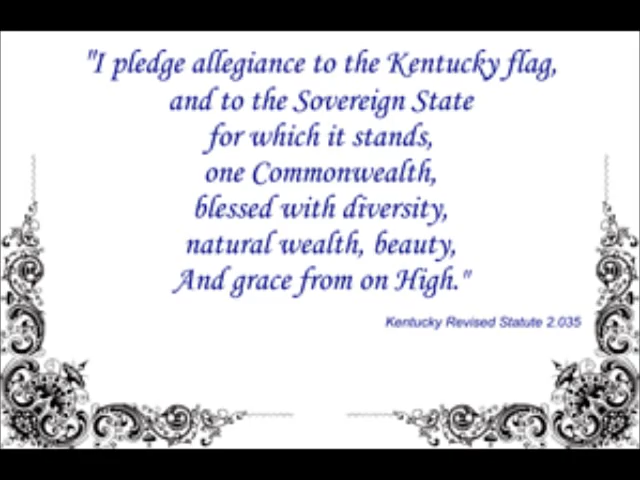 "I pledge allegiance to the Kentucky flag,
and to the Sovereign State
for which it stands,
one Commonwealth,
blessed with diversity,
natural wealth, beauty,
And grace from on High."
Kentucky Revised Statute 2.035